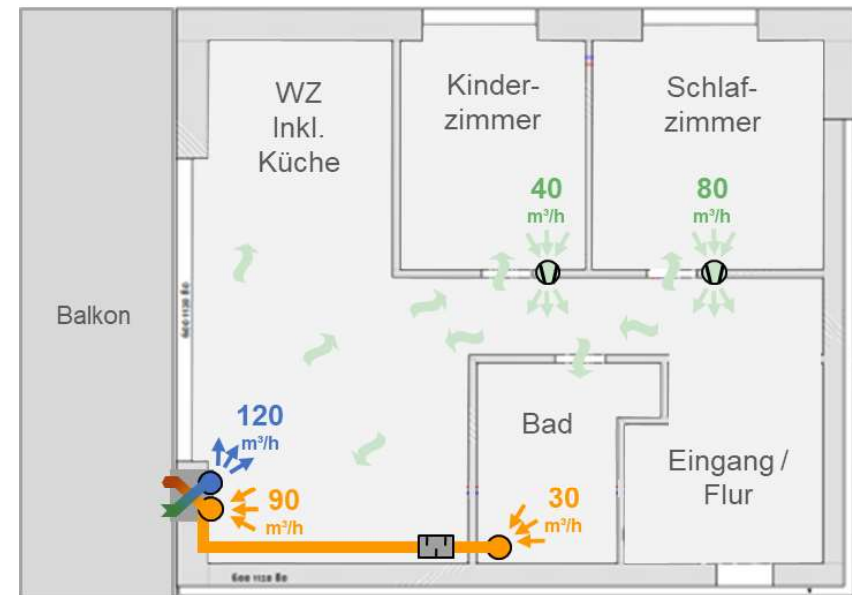 WZ
Inkl.
Küche
Kinder-
zimmer
Schlaf-
zimmer
40
m³/h
80
m³/h
Balkon
120
m³/h
90
m³/h
Bad
30
m³/h
Eingang /
Flur